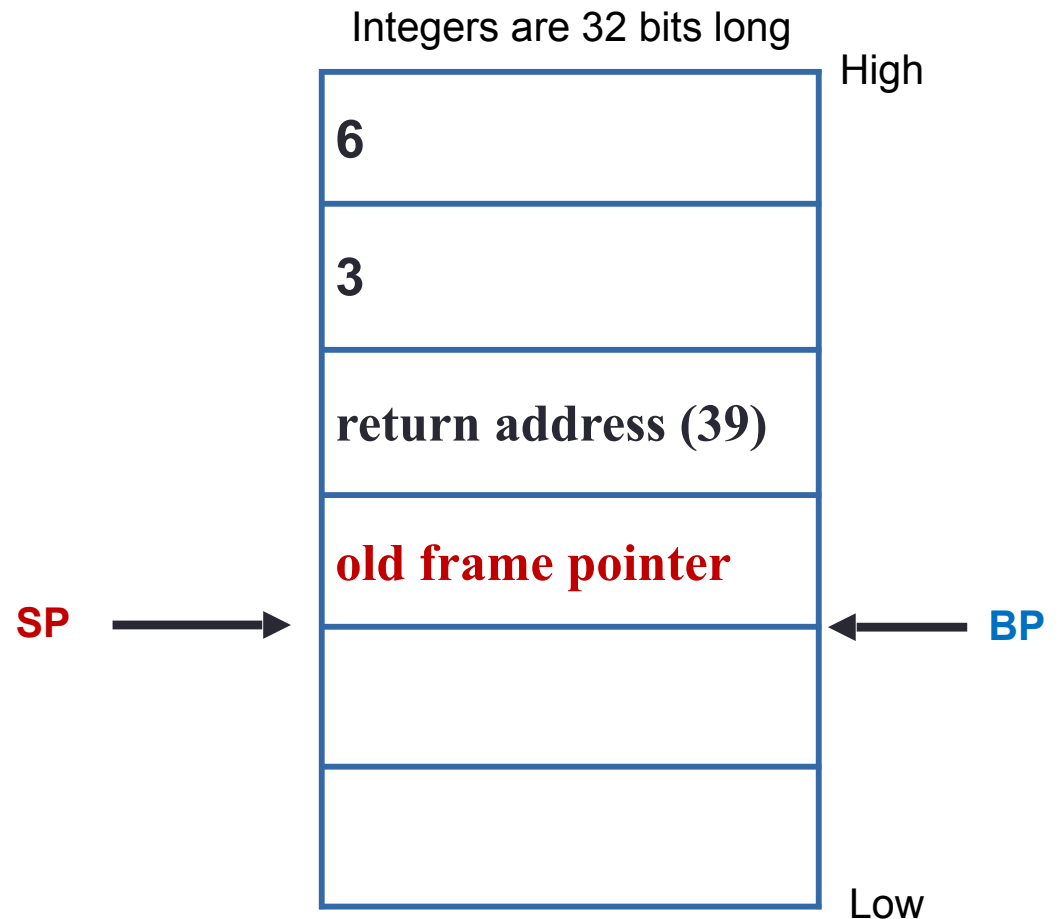 Integers are 32 bits long
High
6
3
return address (39)
old frame pointer
SP
BP
Low